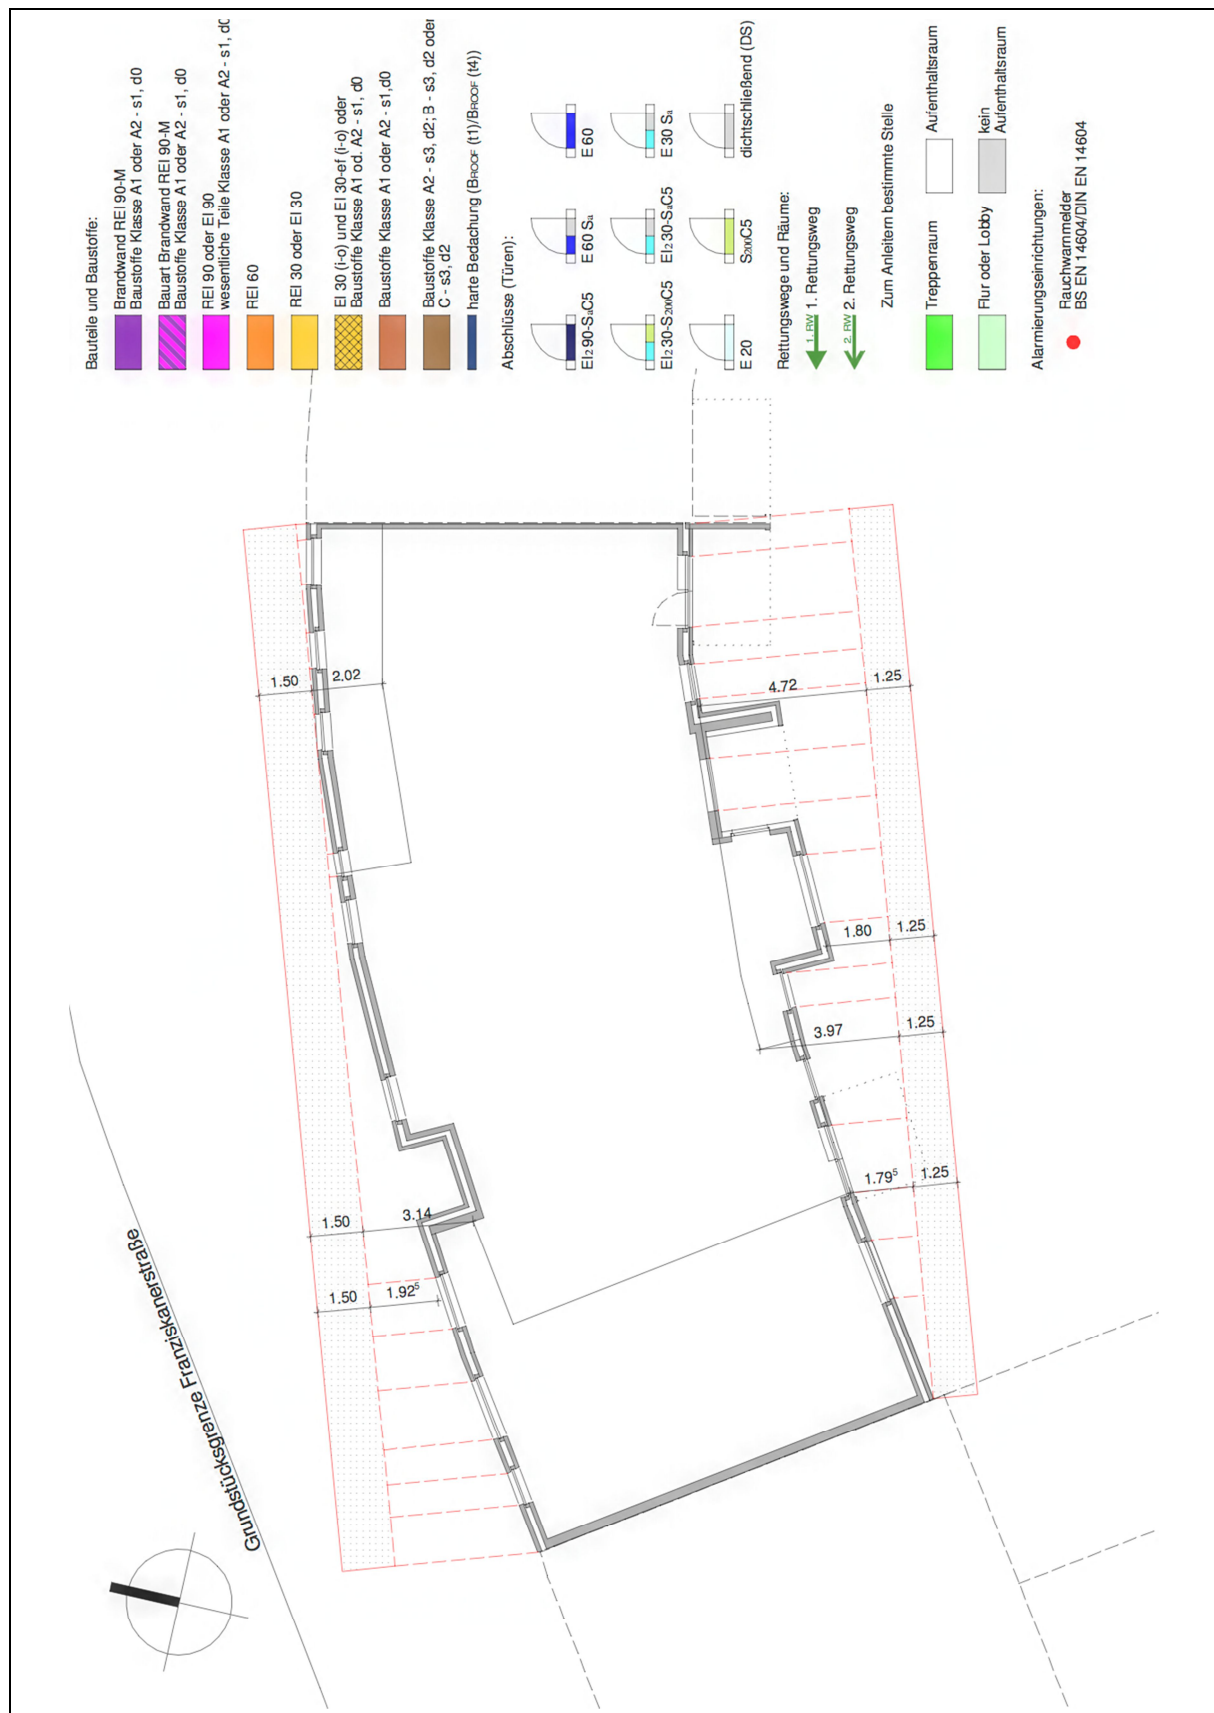 Bauteile und Baustoffe:
Brandwand REI 90-M
Baustoffe Klasse A1 oder A2 - s1, d0
Bauart Brandwand REI 90-M
Baustoffe Klasse A1 oder A2 - s1, d0
REI 90 oder EI 90
wesentliche Teile Klasse A1 oder A2 - s1, d0
REI 60
REI 30 oder EI 30
EI 30 (i-o) und EI 30-ef (i-o) oder
Baustoffe Klasse A1 od. A2 - s1, d0
Baustoffe Klasse A1 oder A2 - s1,d0
Baustoffe Klasse A2 - s3, d2; B - s3, d2 oder
C - s3, d2
harte Bedachung (BROOF (t1)/BROOF (t4))
Abschlüsse (Türen):
EI₂ 90-SaC5
E 60 Sa
E 60
EI₂ 30-S200C5
EI₂ 30-SaC5
E 30 Sa
E 20
S200C5
dichtschließend (DS)
Rettungswege und Räume:
1. RW
1. Rettungsweg
2. RW
2. Rettungsweg
Zum Anleitern bestimmte Stelle
Treppenraum
Aufenthaltsraum
Flur oder Lobby
kein
Aufenthaltsraum
Alarmierungseinrichtungen:
Rauchwarnmelder
BS EN 14604/DIN EN 14604
1.50
2.02
4.72
1.25
1.80
1.25
3.97
1.25
1.79⁵
1.25
1.50
3.14
1.50
1.92⁵
Grundstücksgrenze Franziskanerstraße